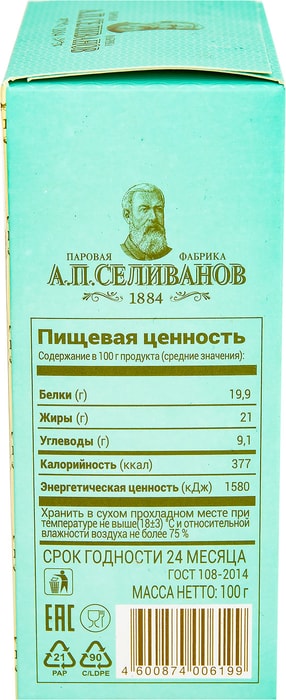 ПАРОВАЯ ФАБРИКА
А.П.СЕЛИВАНОВ
1884
Пищевая ценность
Содержание в 100 г продукта (средние значения):
Белки (г) 19,9
Жиры (г) 21
Углеводы (г) 9,1
Калорийность (ккал) 377
Энергетическая ценность (кДж) 1580
Хранить в сухом прохладном месте при
температуре не выше(18±3) °С и относительной
влажности воздуха не более 75 %
СРОК ГОДНОСТИ 24 МЕСЯЦА
ГОСТ 108-2014
МАССА НЕТТО: 100 г
ЕАС
21
PAP
90
C/LDPE
4 600874 006199